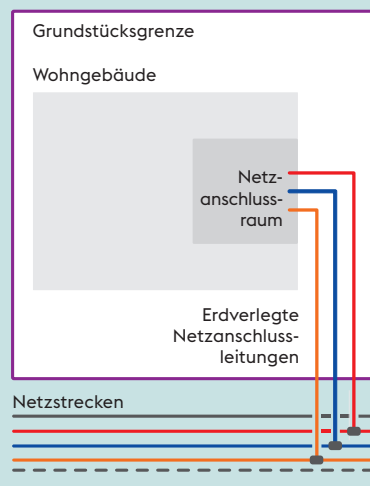 Grundstücksgrenze
Wohngebäude
Netz-
anschluss-
raum
Erdverlegte
Netzanschluss-
leitungen
Netzstrecken